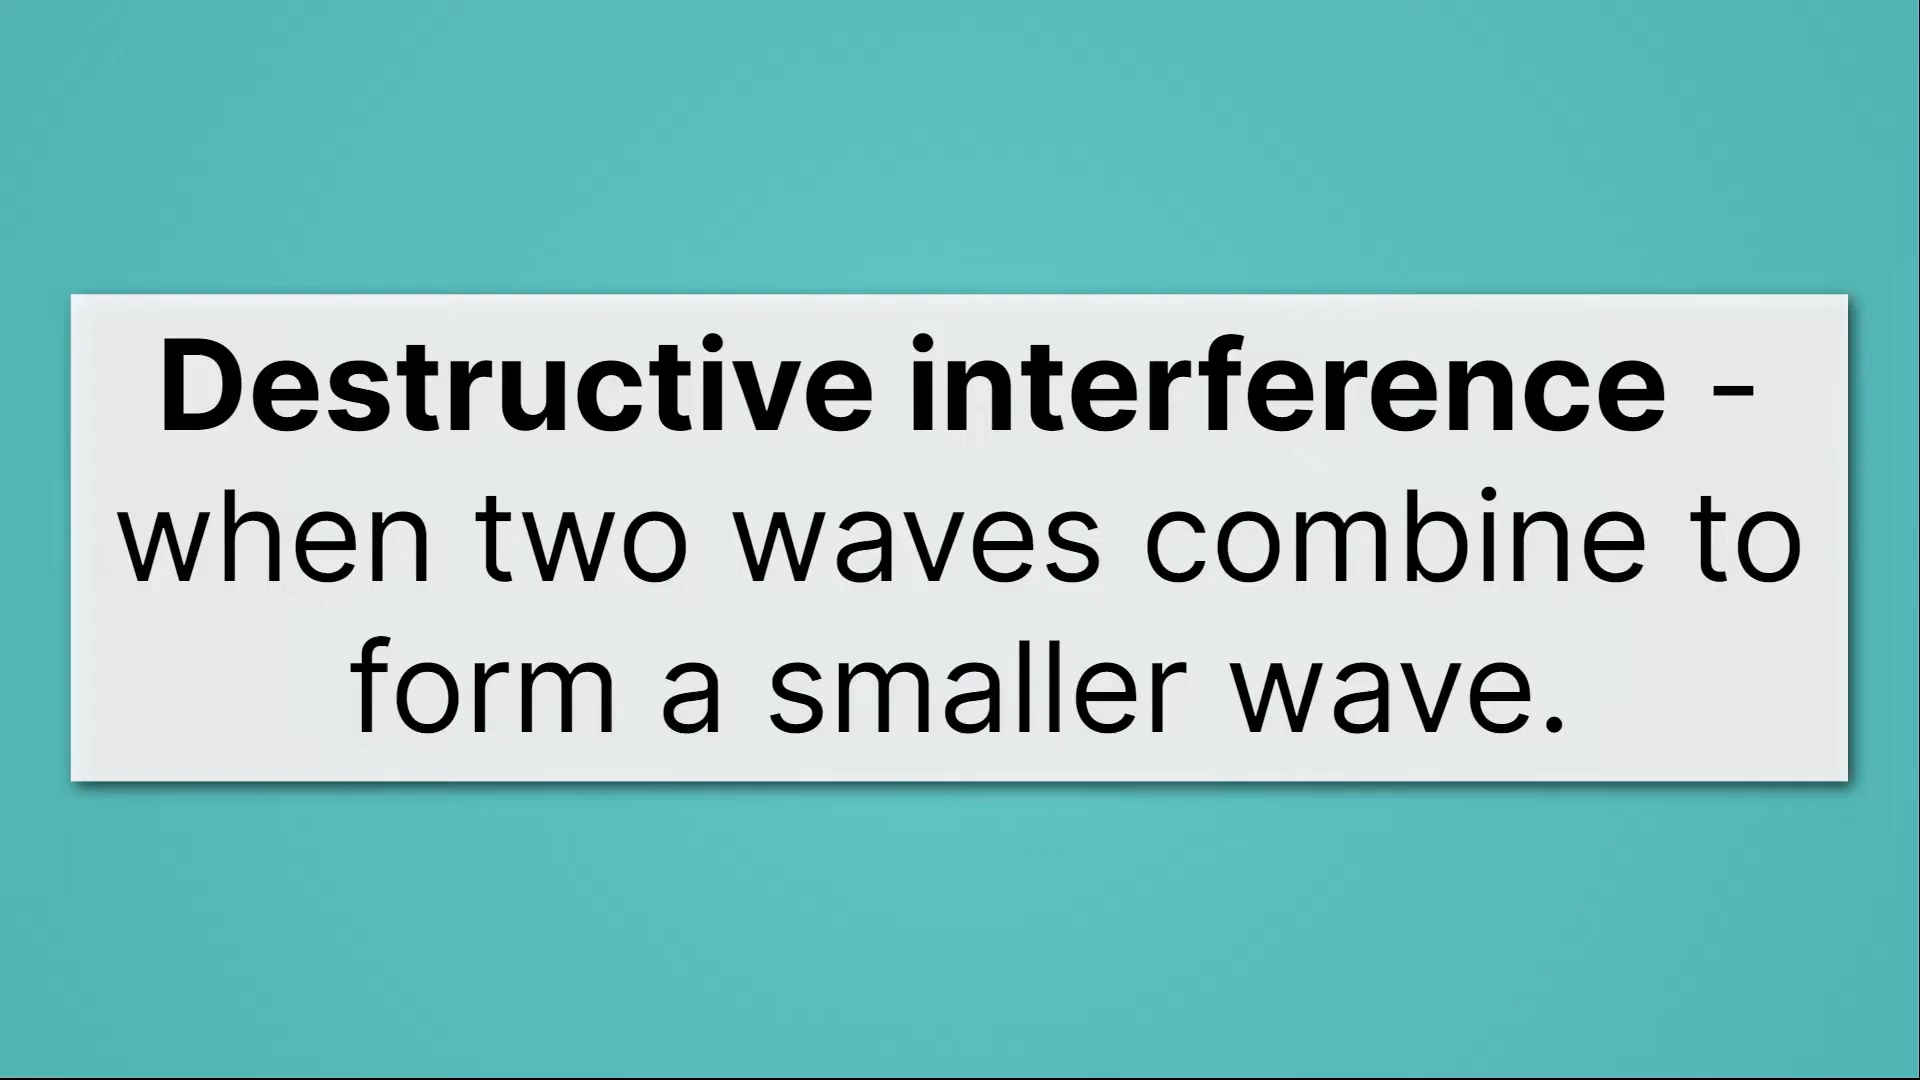 Destructive interference -
when two waves combine to
form a smaller wave.